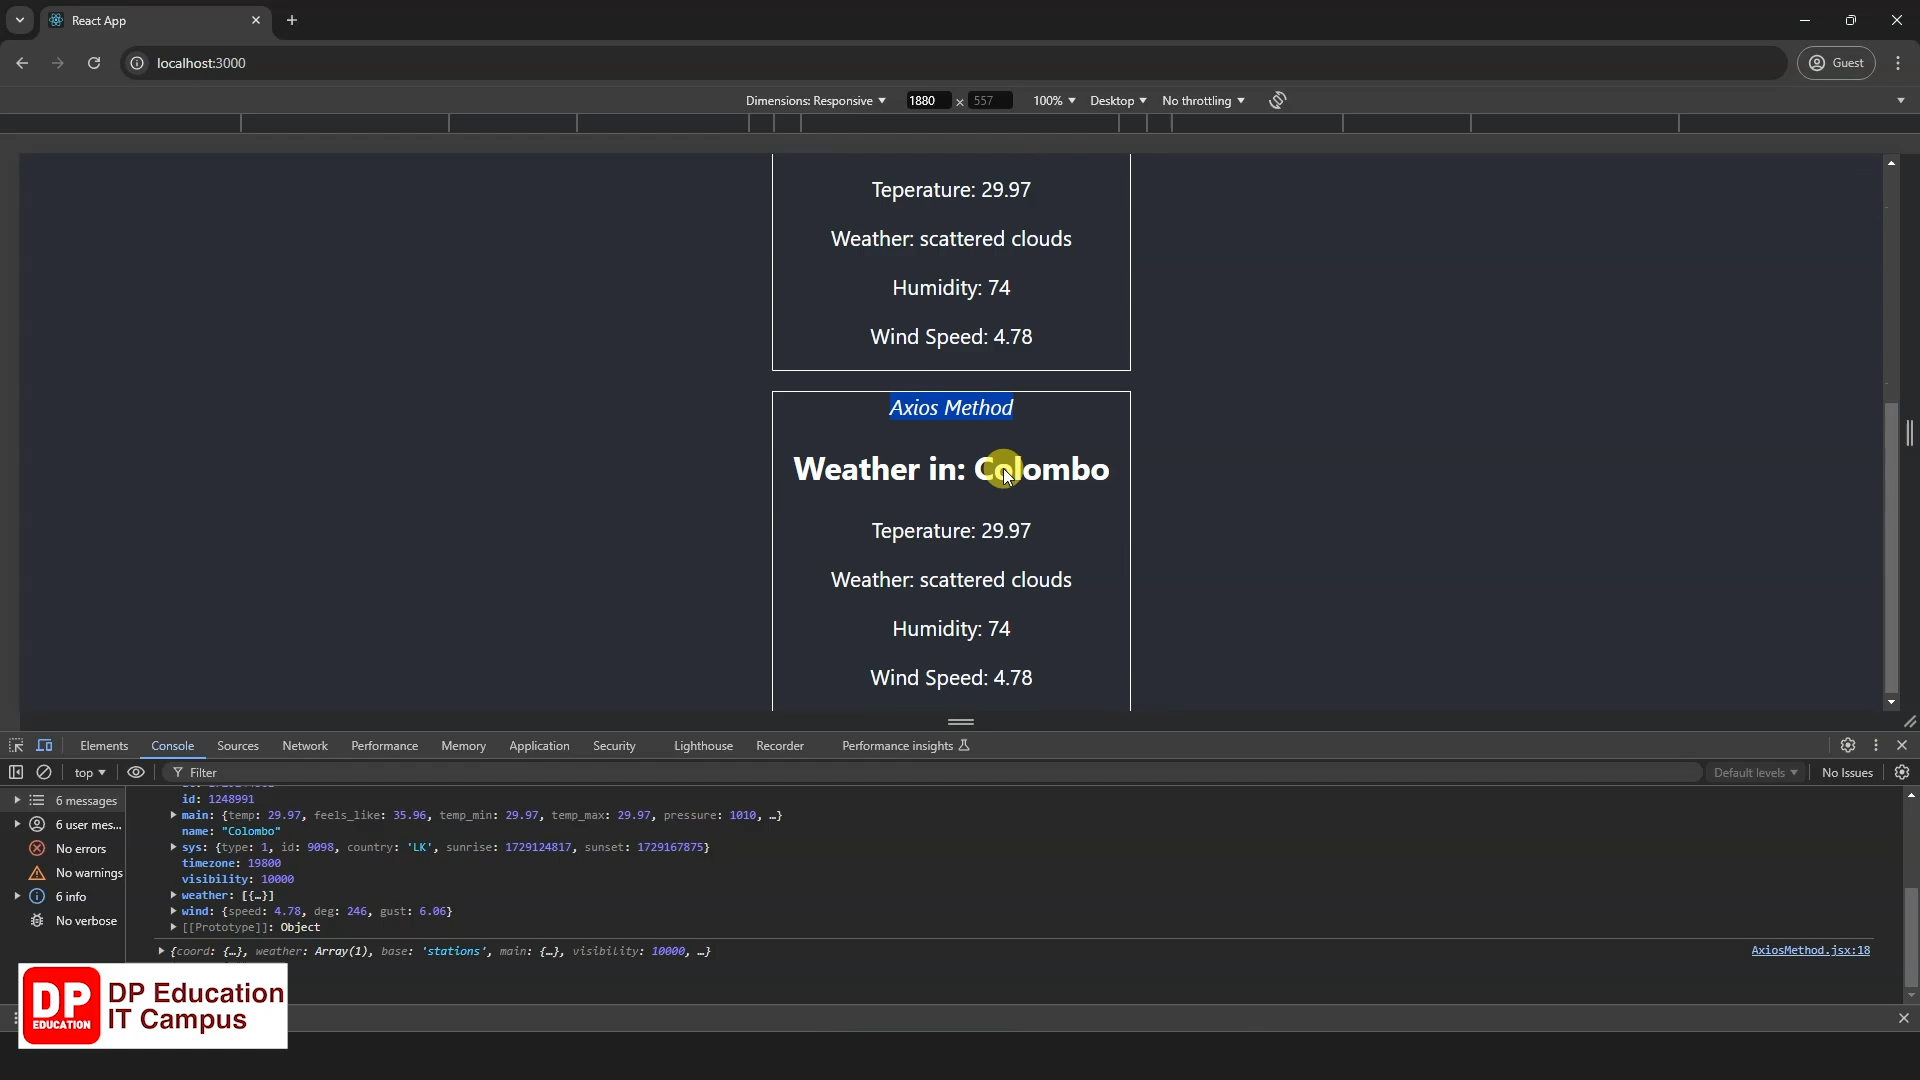 React App
localhost:3000
Guest
Dimensions: Responsive 1880 × 557 100% Desktop No throttling
Teperature: 29.97
Weather: scattered clouds
Humidity: 74
Wind Speed: 4.78
Axios Method
Weather in: Colombo
Teperature: 29.97
Weather: scattered clouds
Humidity: 74
Wind Speed: 4.78
Elements Console Sources Network Performance Memory Application Security Lighthouse Recorder Performance insights
top Filter Default levels No Issues
6 messages
6 user mes...
No errors
No warnings
6 info
No verbose
id: 1248991
main: {temp: 29.97, feels_like: 35.96, temp_min: 29.97, temp_max: 29.97, pressure: 1010, …}
name: "Colombo"
sys: {type: 1, id: 9098, country: 'LK', sunrise: 1729124817, sunset: 1729167875}
timezone: 19800
visibility: 10000
weather: [{…}]
wind: {speed: 4.78, deg: 246, gust: 6.06}
[[Prototype]]: Object
{coord: {…}, weather: Array(1), base: 'stations', main: {…}, visibility: 10000, …} AxiosMethod.jsx:18
DP
EDUCATION
DP Education
IT Campus